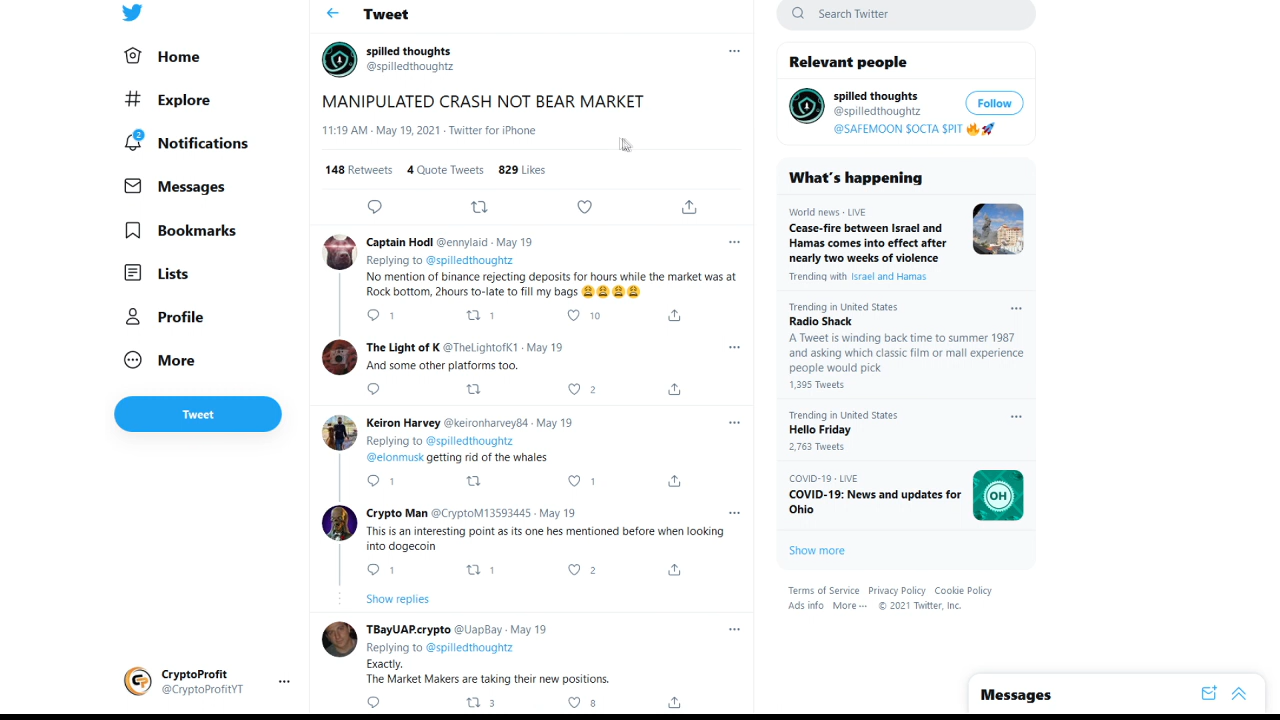 Home
Explore
2
Notifications
Messages
Bookmarks
Lists
Profile
More
Tweet
CryptoProfit
@CryptoProfitYT
Tweet
spilled thoughts
@spilledthoughtz
MANIPULATED CRASH NOT BEAR MARKET
11:19 AM · May 19, 2021 · Twitter for iPhone
148 Retweets 4 Quote Tweets 829 Likes
Captain Hodl @ennylaid · May 19
Replying to @spilledthoughtz
No mention of binance rejecting deposits for hours while the market was at
Rock bottom, 2hours to-late to fill my bags 😩😩😩😩
1 1 10
The Light of K @TheLightofK1 · May 19
And some other platforms too.
2
Keiron Harvey @keironharvey84 · May 19
Replying to @spilledthoughtz
@elonmusk getting rid of the whales
1 1
Crypto Man @CryptoM13593445 · May 19
This is an interesting point as its one hes mentioned before when looking
into dogecoin
1 1 2
Show replies
TBayUAP.crypto @UapBay · May 19
Replying to @spilledthoughtz
Exactly.
The Market Makers are taking their new positions.
3 8
Search Twitter
Relevant people
spilled thoughts
@spilledthoughtz
Follow
@SAFEMOON $OCTA $PIT 🔥🚀
What's happening
World news · LIVE
Cease-fire between Israel and
Hamas comes into effect after
nearly two weeks of violence
Trending with Israel and Hamas
Trending in United States
Radio Shack
A Tweet is winding back time to summer 1987
and asking which classic film or mall experience
people would pick
1,395 Tweets
Trending in United States
Hello Friday
2,763 Tweets
COVID-19 · LIVE
COVID-19: News and updates for
Ohio
OH
Show more
Terms of Service Privacy Policy Cookie Policy
Ads info More ··· © 2021 Twitter, Inc.
Messages